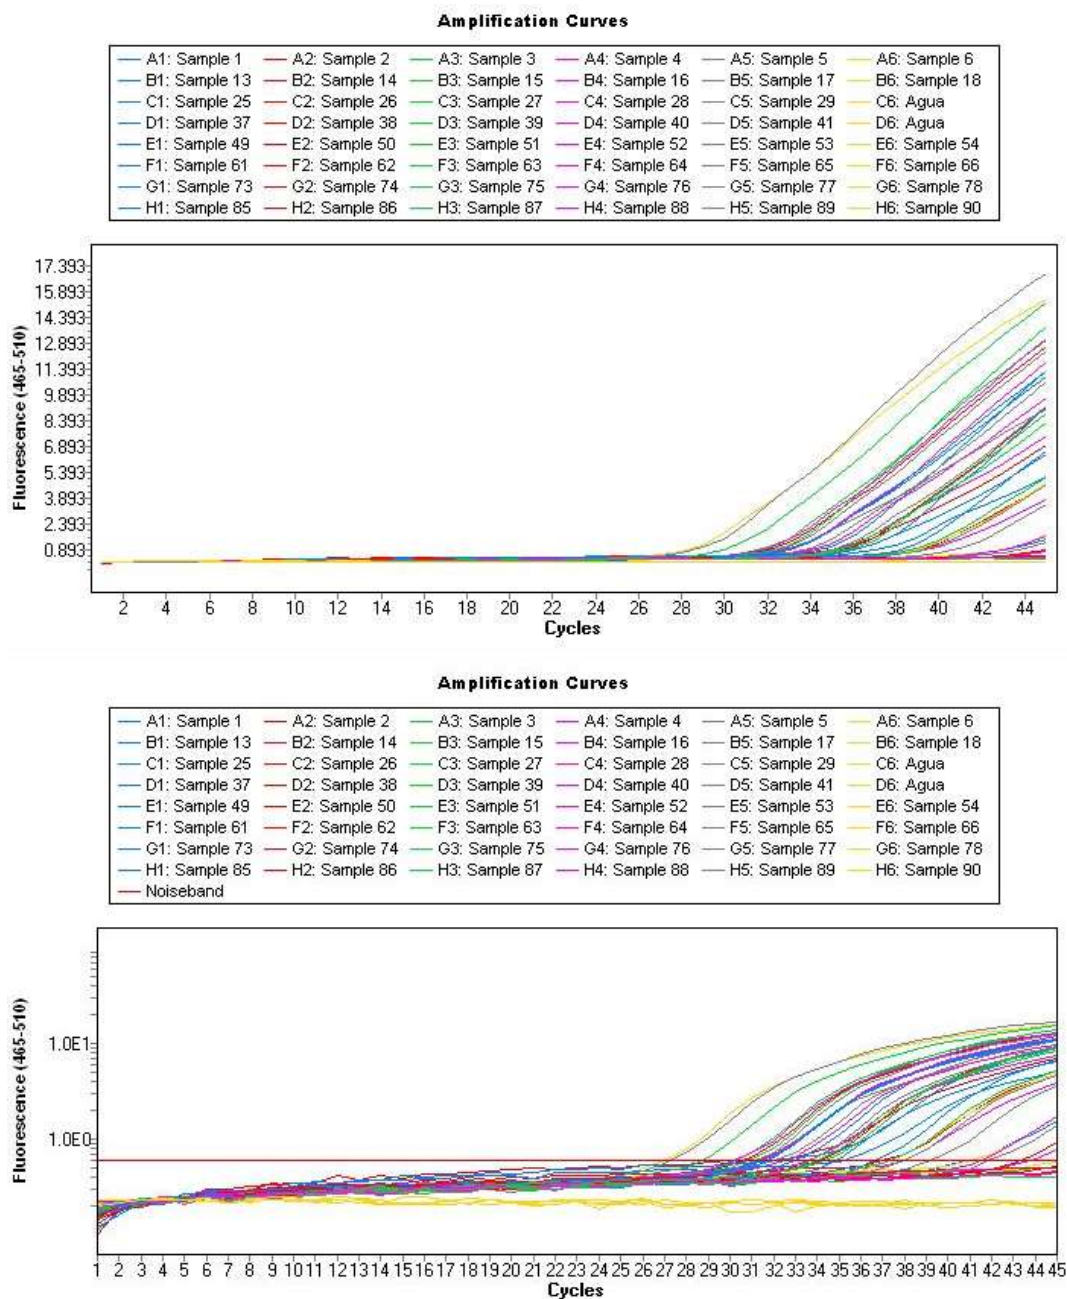 Amplification Curves
A1: Sample 1 A2: Sample 2 A3: Sample 3 A4: Sample 4 A5: Sample 5 A6: Sample 6
B1: Sample 13 B2: Sample 14 B3: Sample 15 B4: Sample 16 B5: Sample 17 B6: Sample 18
C1: Sample 25 C2: Sample 26 C3: Sample 27 C4: Sample 28 C5: Sample 29 C6: Agua
D1: Sample 37 D2: Sample 38 D3: Sample 39 D4: Sample 40 D5: Sample 41 D6: Agua
E1: Sample 49 E2: Sample 50 E3: Sample 51 E4: Sample 52 E5: Sample 53 E6: Sample 54
F1: Sample 61 F2: Sample 62 F3: Sample 63 F4: Sample 64 F5: Sample 65 F6: Sample 66
G1: Sample 73 G2: Sample 74 G3: Sample 75 G4: Sample 76 G5: Sample 77 G6: Sample 78
H1: Sample 85 H2: Sample 86 H3: Sample 87 H4: Sample 88 H5: Sample 89 H6: Sample 90
Fluorescence (465-510)
17.393
15.893
14.393
12.893
11.393
9.893
8.393
6.893
5.393
3.893
2.393
0.893
2 4 6 8 10 12 14 16 18 20 22 24 26 28 30 32 34 36 38 40 42 44
Cycles
Amplification Curves
A1: Sample 1 A2: Sample 2 A3: Sample 3 A4: Sample 4 A5: Sample 5 A6: Sample 6
B1: Sample 13 B2: Sample 14 B3: Sample 15 B4: Sample 16 B5: Sample 17 B6: Sample 18
C1: Sample 25 C2: Sample 26 C3: Sample 27 C4: Sample 28 C5: Sample 29 C6: Agua
D1: Sample 37 D2: Sample 38 D3: Sample 39 D4: Sample 40 D5: Sample 41 D6: Agua
E1: Sample 49 E2: Sample 50 E3: Sample 51 E4: Sample 52 E5: Sample 53 E6: Sample 54
F1: Sample 61 F2: Sample 62 F3: Sample 63 F4: Sample 64 F5: Sample 65 F6: Sample 66
G1: Sample 73 G2: Sample 74 G3: Sample 75 G4: Sample 76 G5: Sample 77 G6: Sample 78
H1: Sample 85 H2: Sample 86 H3: Sample 87 H4: Sample 88 H5: Sample 89 H6: Sample 90
Noiseband
Fluorescence (465-510)
1.0E1
1.0E0
1 2 3 4 5 6 7 8 9 10 11 12 13 14 15 16 17 18 19 20 21 22 23 24 25 26 27 28 29 30 31 32 33 34 35 36 37 38 39 40 41 42 43 44 45
Cycles